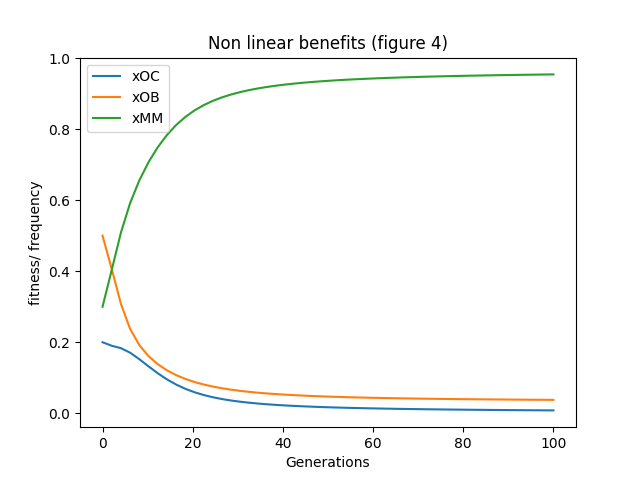 Non linear benefits (figure 4)
1.0
0.8
0.6
0.4
0.2
0.0
fitness/ frequency
xOC
xOB
xMM
0 20 40 60 80 100
Generations